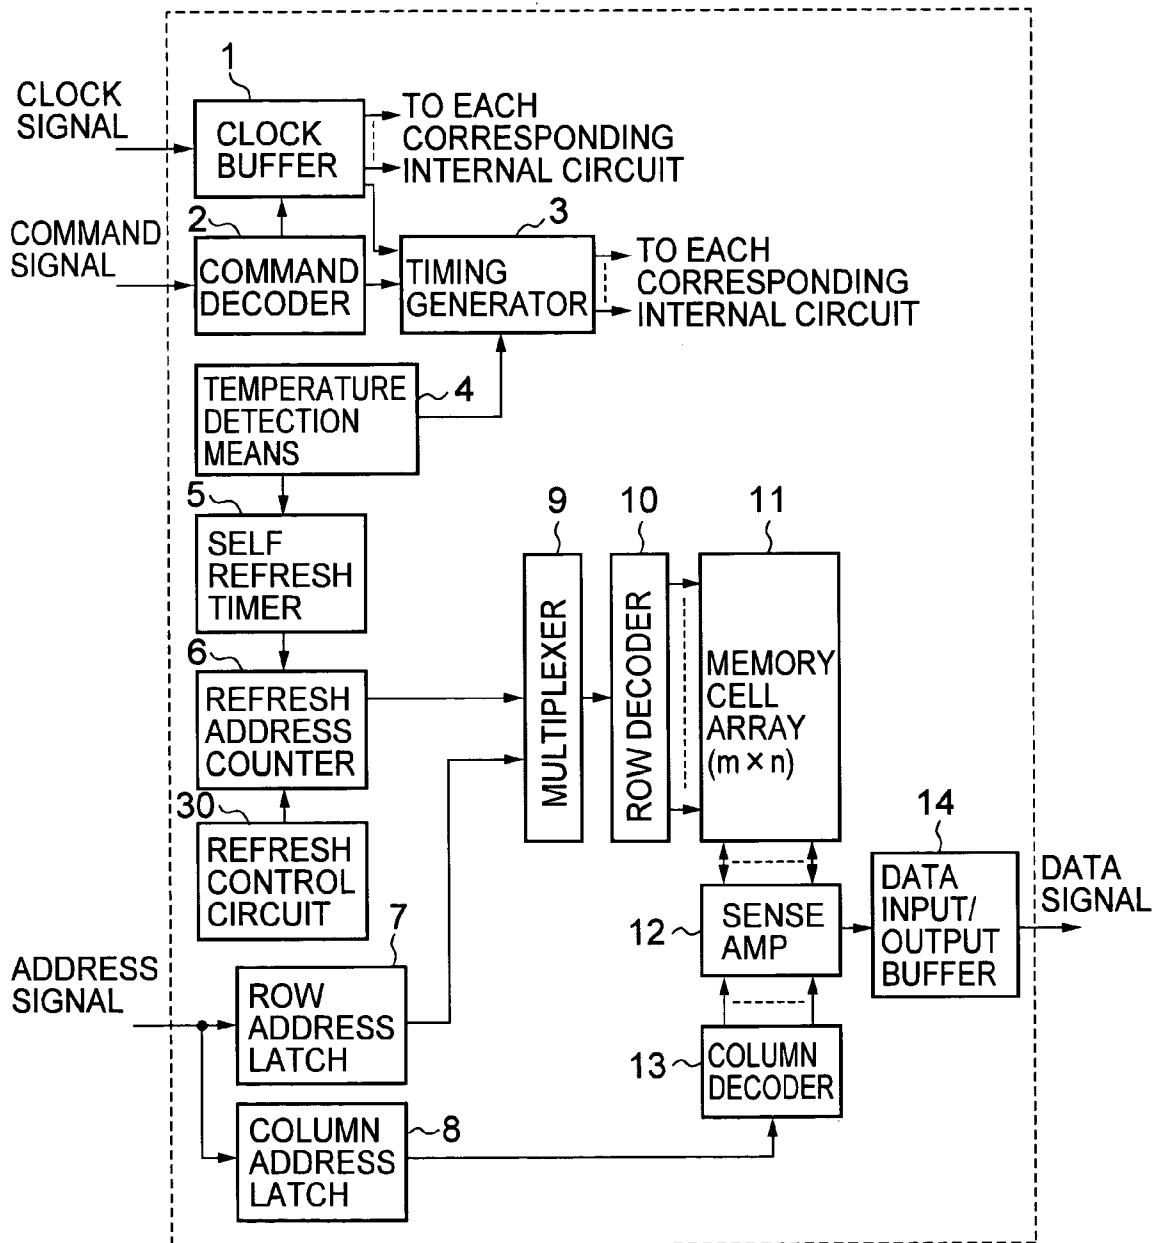 1
CLOCK
SIGNAL
CLOCK
BUFFER
TO EACH
CORRESPONDING
INTERNAL CIRCUIT
COMMAND
SIGNAL
2
COMMAND
DECODER
3
TIMING
GENERATOR
TO EACH
CORRESPONDING
INTERNAL CIRCUIT
TEMPERATURE
DETECTION
MEANS
4
5
SELF
REFRESH
TIMER
6
REFRESH
ADDRESS
COUNTER
30
REFRESH
CONTROL
CIRCUIT
9
MULTIPLEXER
10
ROW DECODER
11
MEMORY
CELL
ARRAY
(m×n)
12
SENSE
AMP
14
DATA
INPUT/
OUTPUT
BUFFER
DATA
SIGNAL
ADDRESS
SIGNAL
7
ROW
ADDRESS
LATCH
13
COLUMN
DECODER
COLUMN
ADDRESS
LATCH
8